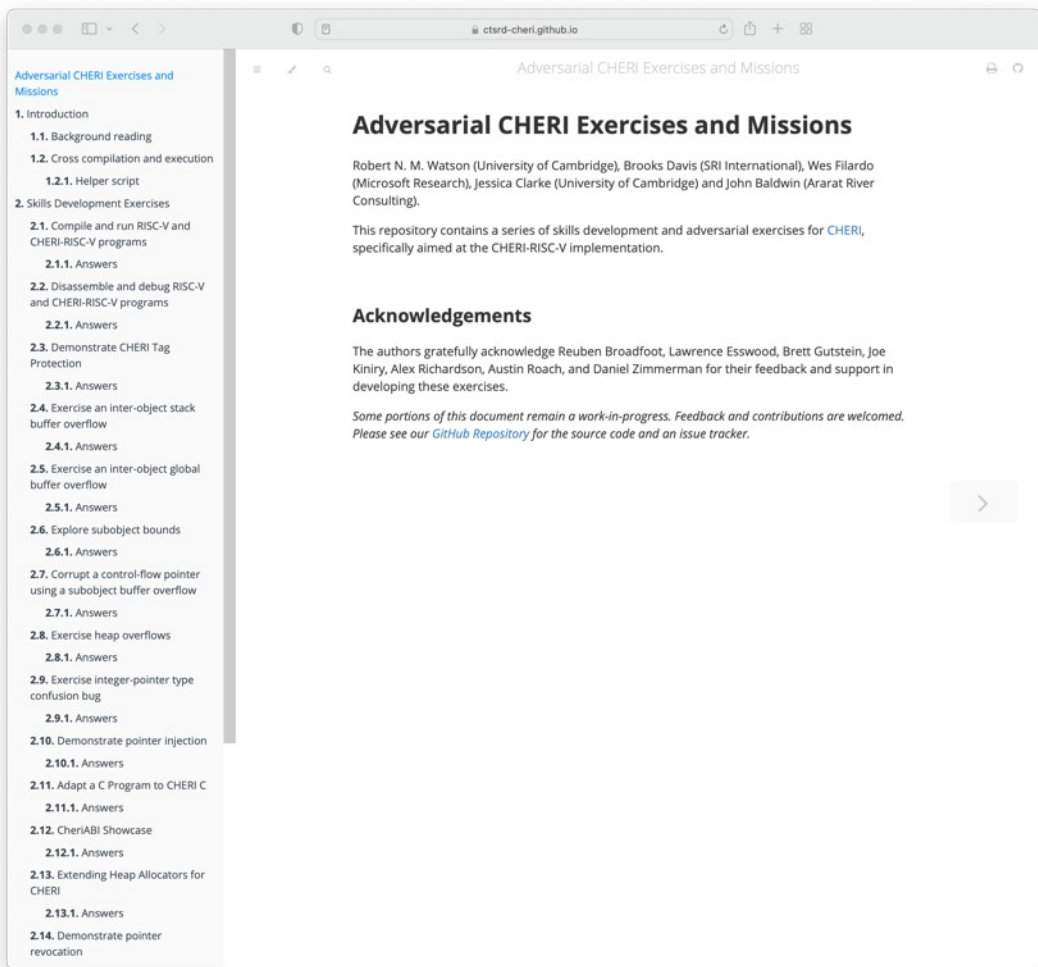 ctsrd-cheri.github.io
Adversarial CHERI Exercises and
Missions
1. Introduction
1.1. Background reading
1.2. Cross compilation and execution
1.2.1. Helper script
2. Skills Development Exercises
2.1. Compile and run RISC-V and
CHERI-RISC-V programs
2.1.1. Answers
2.2. Disassemble and debug RISC-V
and CHERI-RISC-V programs
2.2.1. Answers
2.3. Demonstrate CHERI Tag
Protection
2.3.1. Answers
2.4. Exercise an inter-object stack
buffer overflow
2.4.1. Answers
2.5. Exercise an inter-object global
buffer overflow
2.5.1. Answers
2.6. Explore subobject bounds
2.6.1. Answers
2.7. Corrupt a control-flow pointer
using a subobject buffer overflow
2.7.1. Answers
2.8. Exercise heap overflows
2.8.1. Answers
2.9. Exercise integer-pointer type
confusion bug
2.9.1. Answers
2.10. Demonstrate pointer injection
2.10.1. Answers
2.11. Adapt a C Program to CHERI C
2.11.1. Answers
2.12. CheriABI Showcase
2.12.1. Answers
2.13. Extending Heap Allocators for
CHERI
2.13.1. Answers
2.14. Demonstrate pointer
revocation
Adversarial CHERI Exercises and Missions
Adversarial CHERI Exercises and Missions
Robert N. M. Watson (University of Cambridge), Brooks Davis (SRI International), Wes Filardo
(Microsoft Research), Jessica Clarke (University of Cambridge) and John Baldwin (Ararat River
Consulting).
This repository contains a series of skills development and adversarial exercises for CHERI,
specifically aimed at the CHERI-RISC-V implementation.
Acknowledgements
The authors gratefully acknowledge Reuben Broadfoot, Lawrence Esswood, Brett Gutstein, Joe
Kiniry, Alex Richardson, Austin Roach, and Daniel Zimmerman for their feedback and support in
developing these exercises.
Some portions of this document remain a work-in-progress. Feedback and contributions are welcomed.
Please see our GitHub Repository for the source code and an issue tracker.